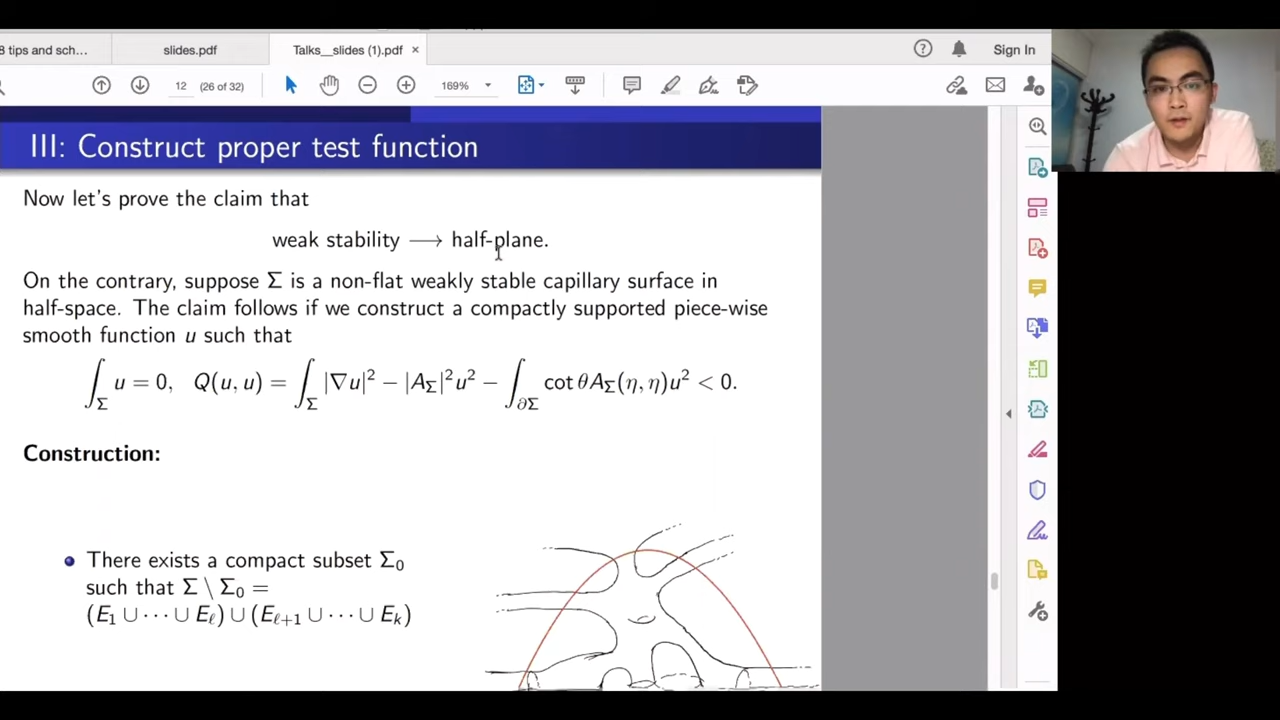 8 tips and sch... slides.pdf Talks__slides (1).pdf × Sign In
12 (26 of 32) 169%
III: Construct proper test function
Now let's prove the claim that
weak stability ⟶ half-plane.
On the contrary, suppose Σ is a non-flat weakly stable capillary surface in
half-space. The claim follows if we construct a compactly supported piece-wise
smooth function u such that
∫_Σ u = 0, Q(u, u) = ∫_Σ |∇u|² − |A_Σ|²u² − ∫_∂Σ cot θA_Σ(η, η)u² < 0.
Construction:
There exists a compact subset Σ₀
such that Σ \ Σ₀ =
(E₁ ∪ ⋯ ∪ E_ℓ) ∪ (E_ℓ₊₁ ∪ ⋯ ∪ E_k)